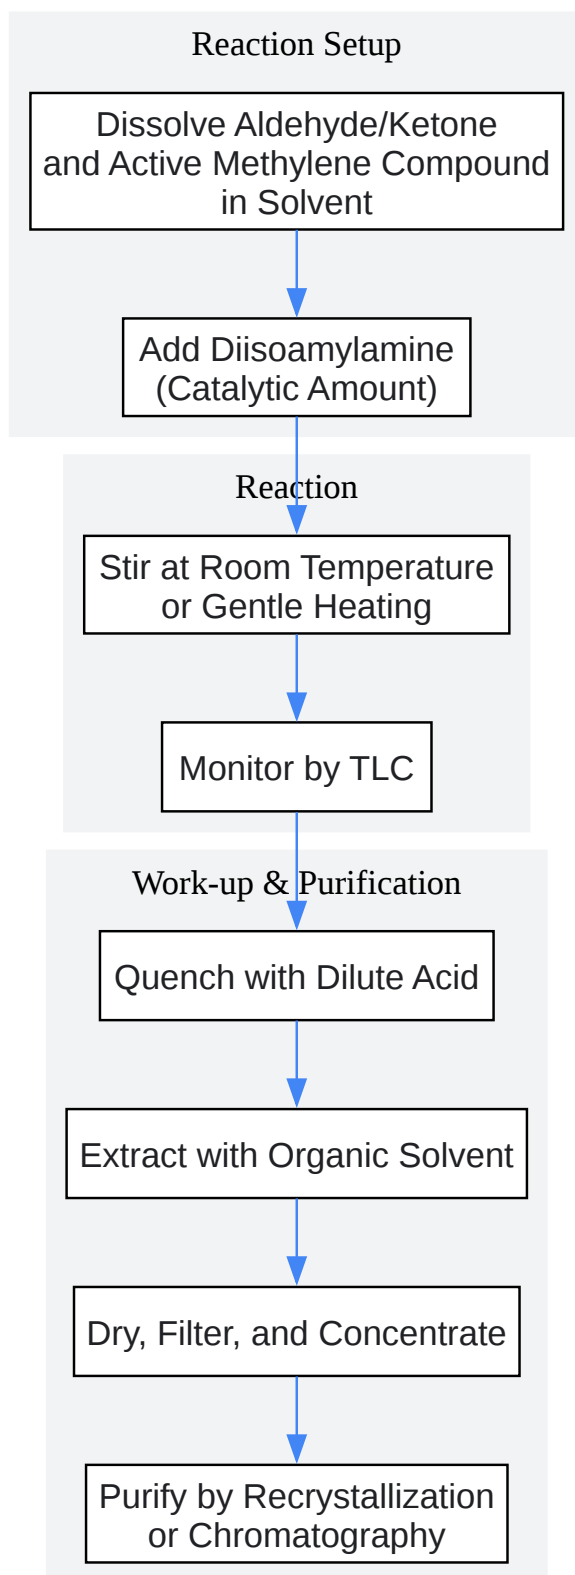 Reaction Setup
Dissolve Aldehyde/Ketone
and Active Methylene Compound
in Solvent
Add Diisoamylamine
(Catalytic Amount)
Reaction
Stir at Room Temperature
or Gentle Heating
Monitor by TLC
Work-up & Purification
Quench with Dilute Acid
Extract with Organic Solvent
Dry, Filter, and Concentrate
Purify by Recrystallization
or Chromatography